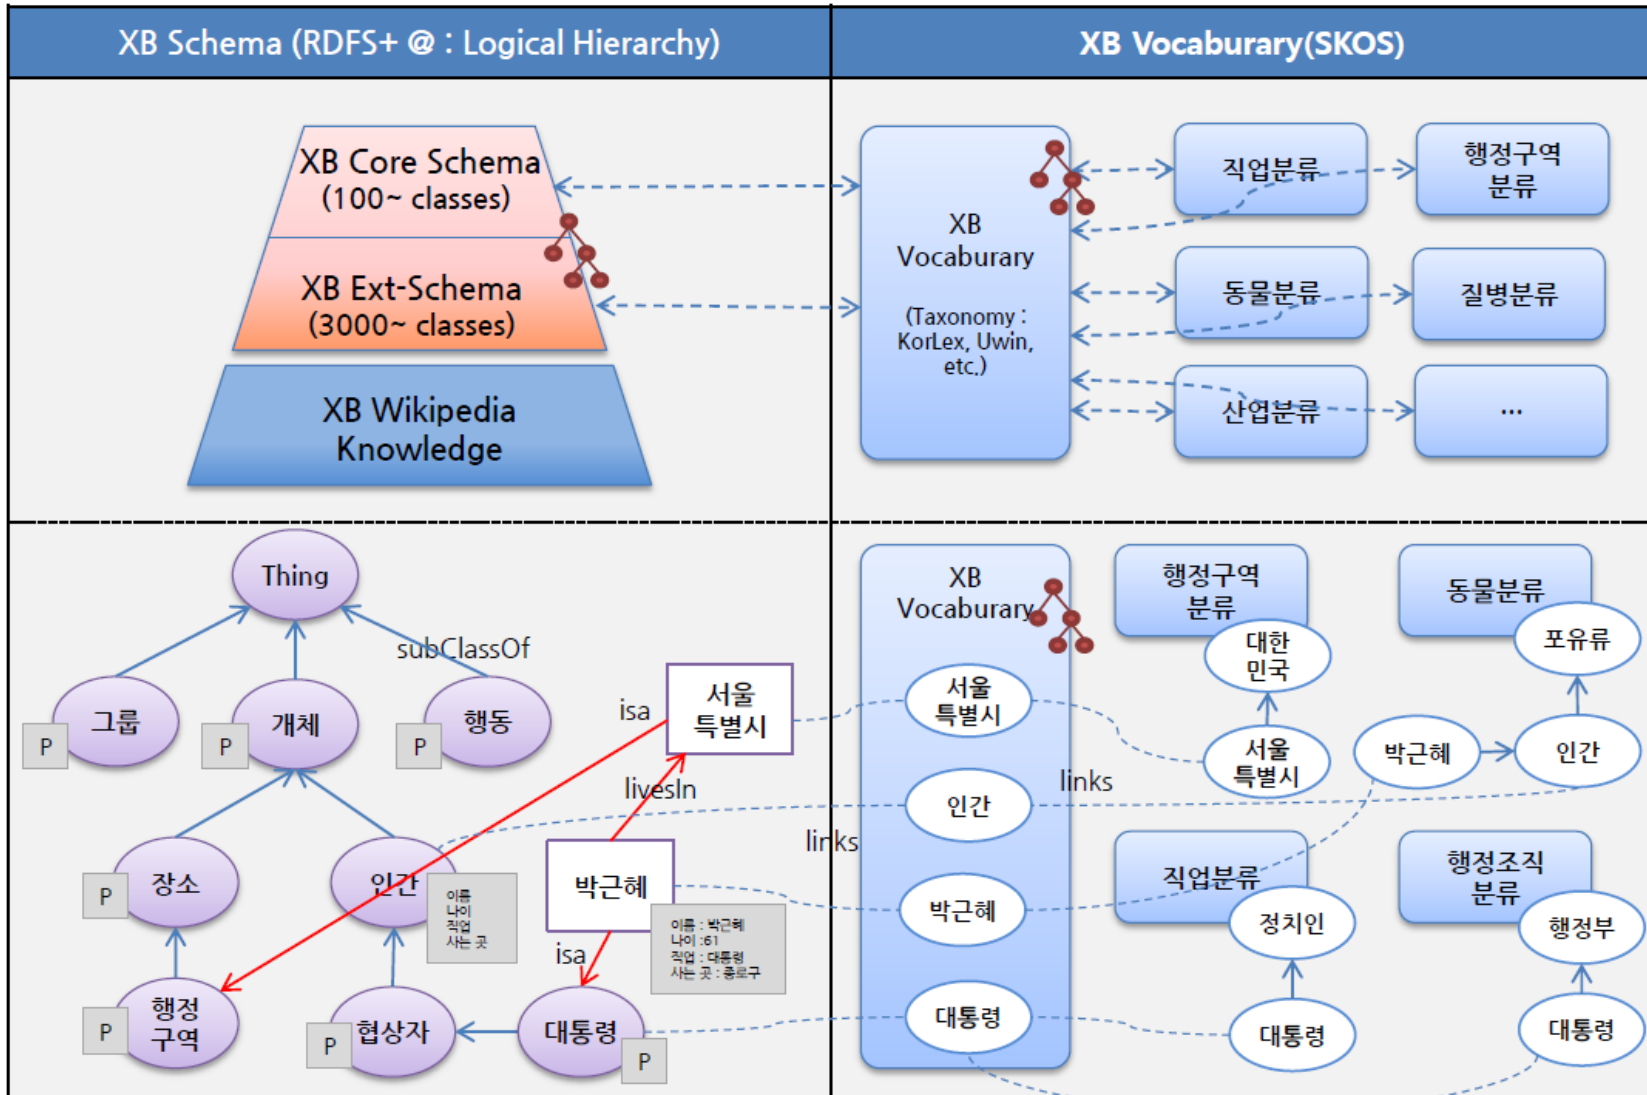 XB Schema (RDFS+ @ : Logical Hierarchy)
XB Vocaburary(SKOS)
XB Core Schema
(100~ classes)
XB Ext-Schema
(3000~ classes)
XB Wikipedia
Knowledge
XB
Vocaburary
(Taxonomy :
KorLex, Uwin,
etc.)
직업분류
행정구역
분류
동물분류
질병분류
산업분류
...
Thing
subClassOf
그룹
P
개체
P
행동
P
서울
특별시
isa
livesIn
장소
P
인간
이름
나이
직업
사는 곳
박근혜
이름 : 박근혜
나이 :61
직업 : 대통령
사는 곳 : 종로구
isa
행정
구역
P
협상자
P
대통령
P
links
XB
Vocaburary
서울
특별시
인간
박근혜
대통령
links
행정구역
분류
대한
민국
서울
특별시
동물분류
포유류
박근혜
인간
직업분류
정치인
대통령
행정조직
분류
행정부
대통령